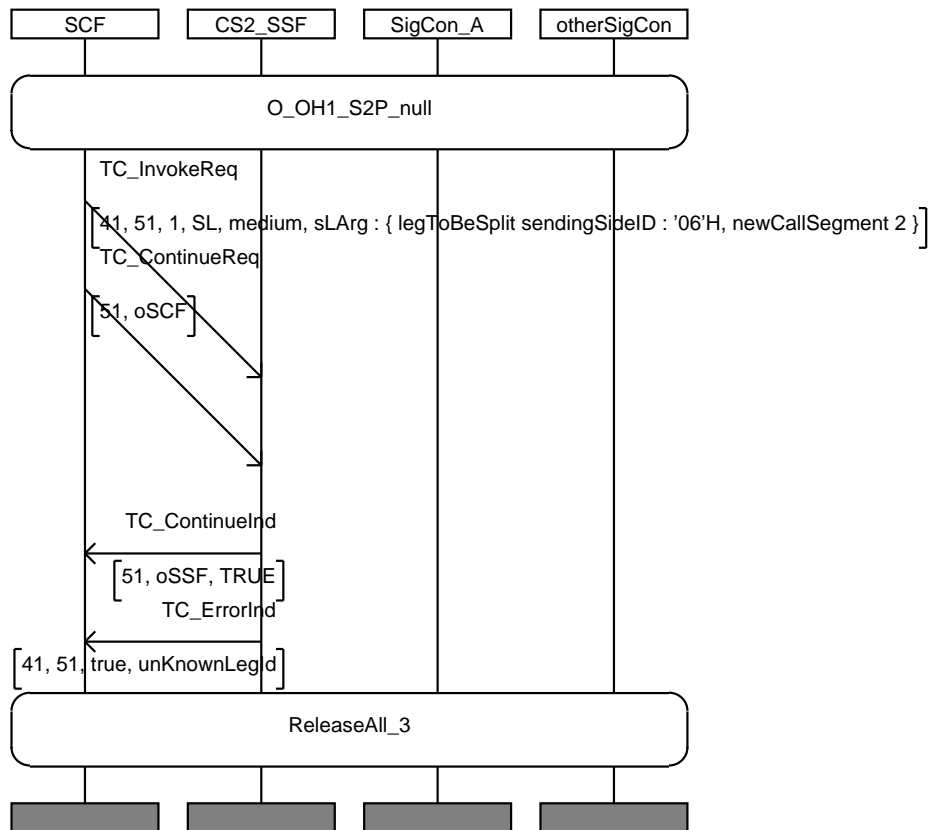 SCF CS2_SSF SigCon_A otherSigCon
O_OH1_S2P_null
TC_InvokeReq
41, 51, 1, SL, medium, sLArg : { legToBeSplit sendingSideID : '06'H, newCallSegment 2 }
TC_ContinueReq
51, oSCF
TC_ContinueInd
51, oSSF, TRUE
TC_ErrorInd
41, 51, true, unKnownLegId
ReleaseAll_3